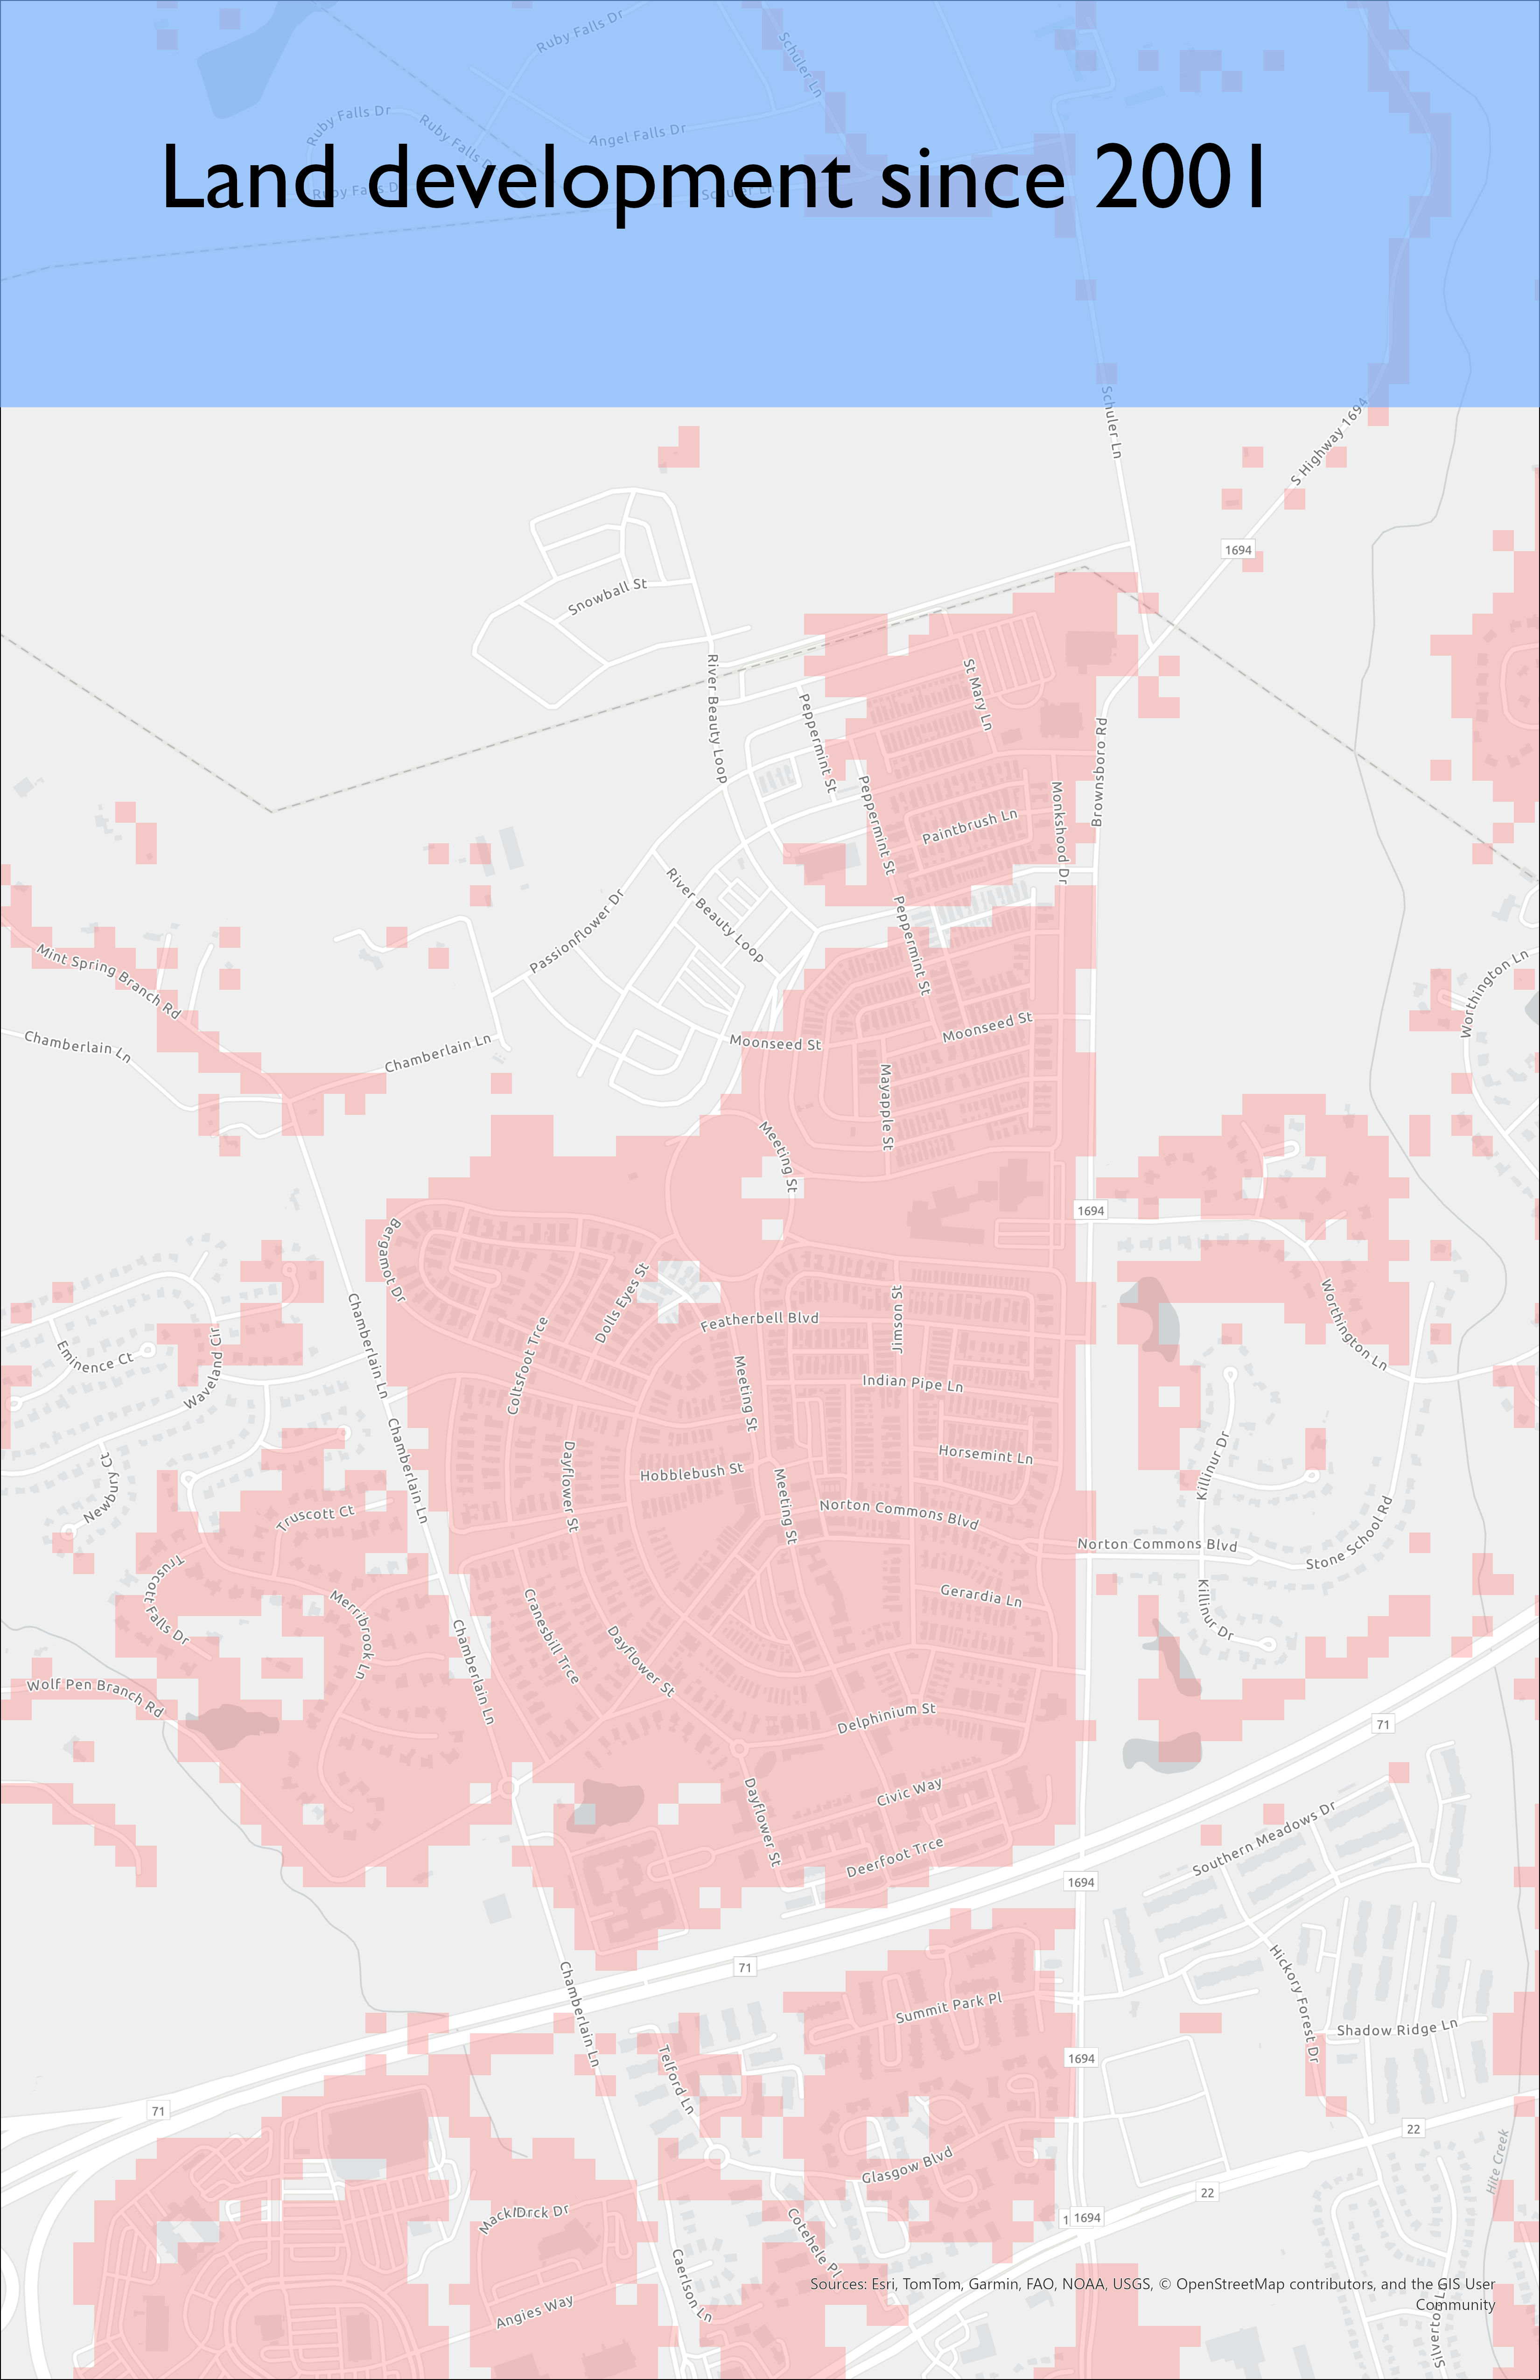 Ruby Falls Dr
Schuler Ln
Ruby Falls Dr
Ruby Falls D
Angel Falls Dr
Land development since 2001
Ruby Falls D
Schuler Ln
Schuler Ln
S Highway 1694
1694
Snowball St
River Beauty Loop
St Mary Ln
Peppermint St
Brownsboro Rd
Peppermint St
Monkshood Dr
Paintbrush Ln
River Beauty Loop
Passionflower Dr
Peppermint St
Mint Spring Branch Rd
Worthington Ln
Chamberlain Ln
Chamberlain Ln
Moonseed St
Moonseed St
Mayapple St
Meeting St
1694
Bergamot Dr
Dolls Eyes St
Chamberlain Ln
Worthington Ln
Coltsfoot Trce
Featherbell Blvd
Jimson St
Eminence Ct
Waveland Cir
Meeting St
Indian Pipe Ln
Chamberlain Ln
Newbury Ct
Dayflower St
Hobblebush St
Horsemint Ln
Killinur Dr
Meeting St
Truscott Ct
Norton Commons Blvd
Norton Commons Blvd
Stone School Rd
Truscott Falls Dr
Merribrook Ln
Cranesbill Trce
Gerardia Ln
Killinur Dr
Chamberlain Ln
Dayflower St
Wolf Pen Branch Rd
Delphinium St
71
Dayflower St
Civic Way
Southern Meadows Dr
Deerfoot Trce
1694
Hickory Forest Dr
71
Chamberlain Ln
Summit Park Pl
Shadow Ridge Ln
Telford Ln
1694
71
22
Hite Creek
Glasgow Blvd
22
Cotehele Pl
1 1694
Caerlson Ln
Angies Way
Sources: Esri, TomTom, Garmin, FAO, NOAA, USGS, © OpenStreetMap contributors, and the GIS User
Community
Silverton L